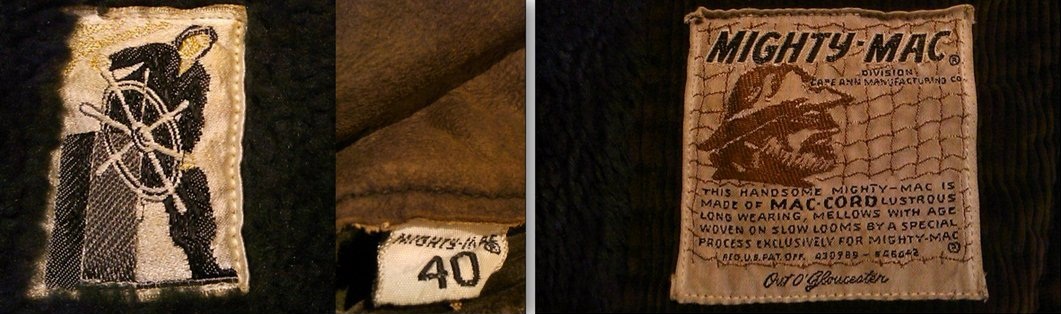 MIGHTY-MAC
40
MIGHTY-MAC®
DIVISION
CAPE ANN MANUFACTURING CO.
THIS HANDSOME MIGHTY-MAC IS
MADE OF MAC-CORD LUSTROUS
LONG WEARING, MELLOWS WITH AGE
WOVEN ON SLOW LOOMS BY A SPECIAL
PROCESS EXCLUSIVELY FOR MIGHTY-MAC®
REG. U.S. PAT. OFF.
Out O'Gloucester